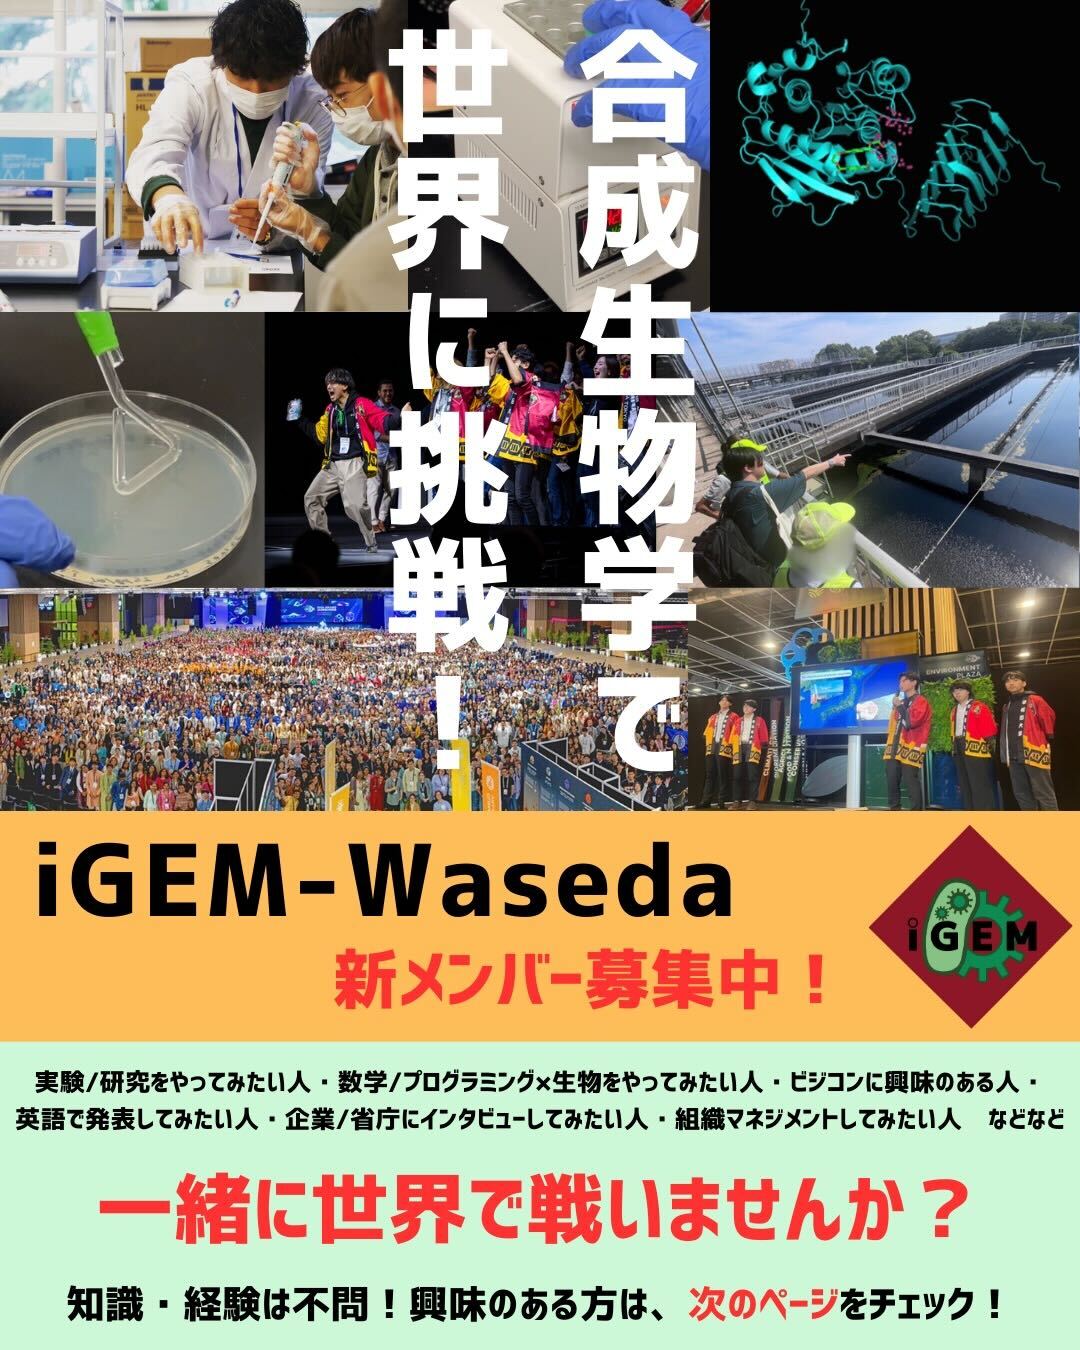 合成生物学で
世界に挑戦！
ENVIRONMENT
PLAZA
iGEM-Waseda
iGEM
新メンバー募集中！
実験/研究をやってみたい人・数学/プログラミング×生物をやってみたい人・ビジコンに興味のある人・
英語で発表してみたい人・企業/省庁にインタビューしてみたい人・組織マネジメントしてみたい人　などなど
一緒に世界で戦いませんか？
知識・経験は不問！興味のある方は、次のページをチェック！